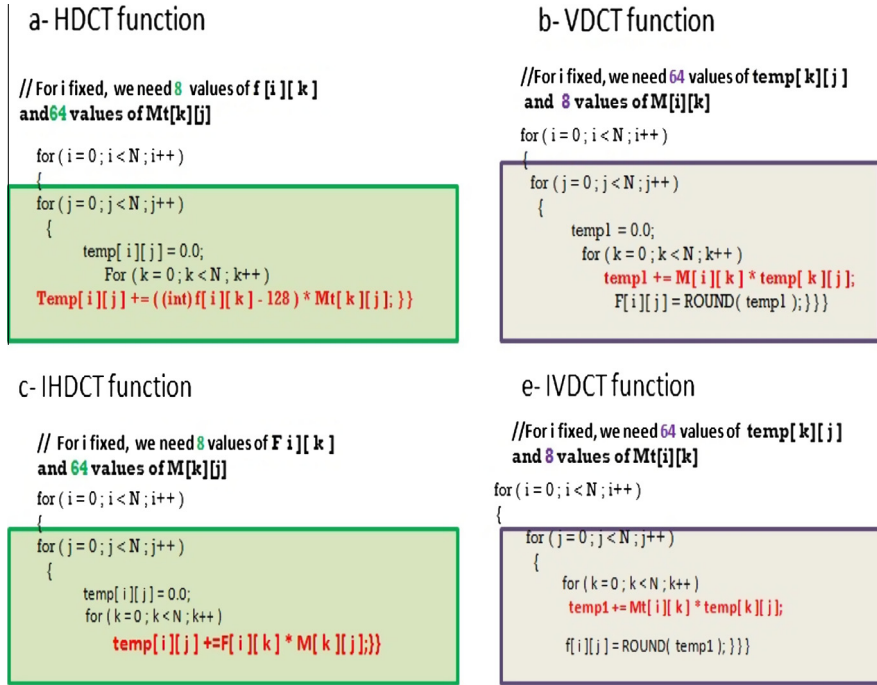 a- HDCT function
// For i fixed, we need 8 values of f [i][ k ]
and64 values of Mt[k][j]
for ( i = 0 ; i < N ; i++ )
{
for ( j = 0 ; j < N ; j++ )
{
temp[ i ][ j ] = 0.0;
For ( k = 0 ; k < N ; k++ )
Temp[ i ][ j ] += ( (int) f[ i ][ k ] - 128 ) * Mt[ k ][ j ]; } }
b- VDCT function
//For i fixed, we need 64 values of temp[ k ][ j ]
and 8 values of M[i][k]
for ( i = 0 ; i < N ; i++ )
{
for ( j = 0 ; j < N ; j++ )
{
temp1 = 0.0;
for ( k = 0 ; k < N ; k++ )
temp1 += M[ i ][ k ] * temp[ k ][ j ];
F[ i ][ j ] = ROUND( temp1 ); } } }
c- IHDCT function
// For i fixed, we need 8 values of F i ][ k ]
and 64 values of M[k][j]
for ( i = 0 ; i < N ; i++ )
{
for ( j = 0 ; j < N ; j++ )
{
temp[ i ][ j ] = 0.0;
for ( k = 0 ; k < N ; k++ )
temp[ i ][ j ] +=F[ i ][ k ] * M[ k ][ j ];}}
e- IVDCT function
//For i fixed, we need 64 values of temp[ k ][ j ]
and 8 values of Mt[i][k]
for ( i = 0 ; i < N ; i++ )
{
for ( j = 0 ; j < N ; j++ )
{
for ( k = 0 ; k < N ; k++ )
temp1 += Mt[ i ][ k ] * temp[ k ][ j ];
f[ i ][ j ] = ROUND( temp1 ); } } }